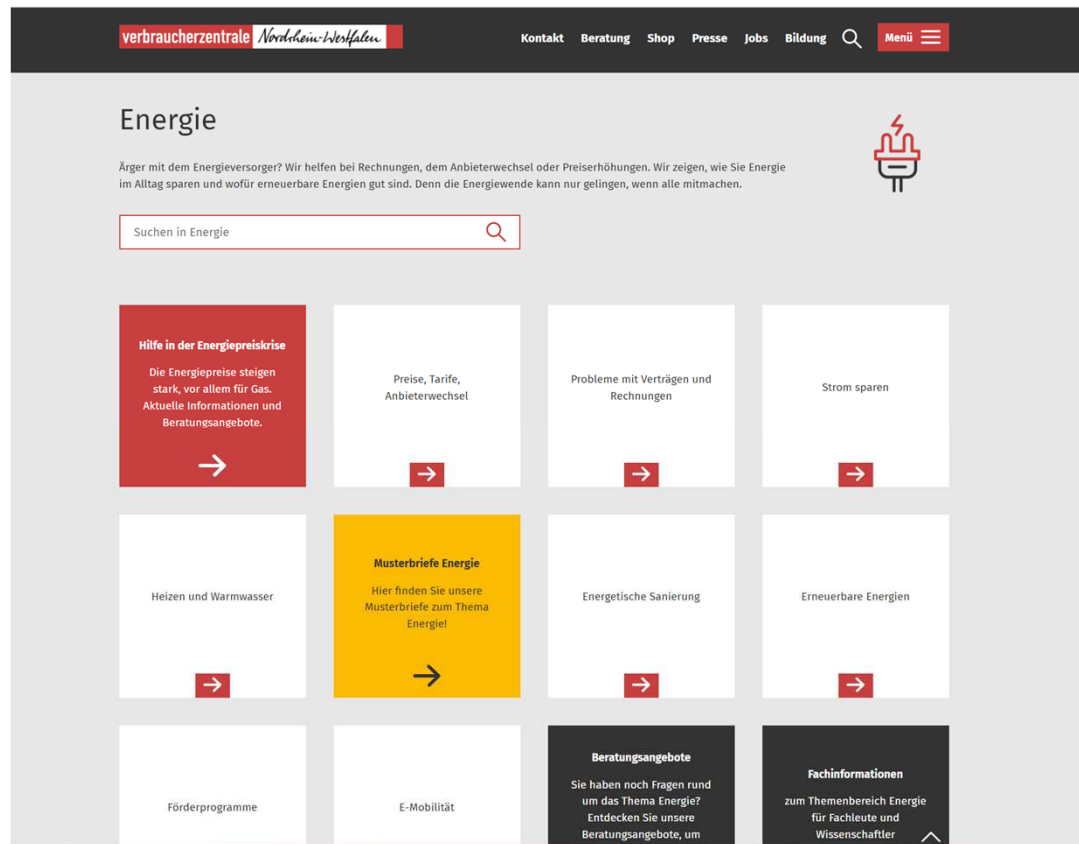 verbraucherzentrale Nordrhein-Westfalen
Kontakt Beratung Shop Presse Jobs Bildung Menü
Energie
Ärger mit dem Energieversorger? Wir helfen bei Rechnungen, dem Anbieterwechsel oder Preiserhöhungen. Wir zeigen, wie Sie Energie
im Alltag sparen und wofür erneuerbare Energien gut sind. Denn die Energiewende kann nur gelingen, wenn alle mitmachen.
Suchen in Energie
Hilfe in der Energiepreiskrise
Die Energiepreise steigen
stark, vor allem für Gas.
Aktuelle Informationen und
Beratungsangebote.
Preise, Tarife,
Anbieterwechsel
Probleme mit Verträgen und
Rechnungen
Strom sparen
Heizen und Warmwasser
Musterbriefe Energie
Hier finden Sie unsere
Musterbriefe zum Thema
Energie!
Energetische Sanierung
Erneuerbare Energien
Förderprogramme
E-Mobilität
Beratungsangebote
Sie haben noch Fragen rund
um das Thema Energie?
Entdecken Sie unsere
Beratungsangebote, um
Fachinformationen
zum Themenbereich Energie
für Fachleute und
Wissenschaftler